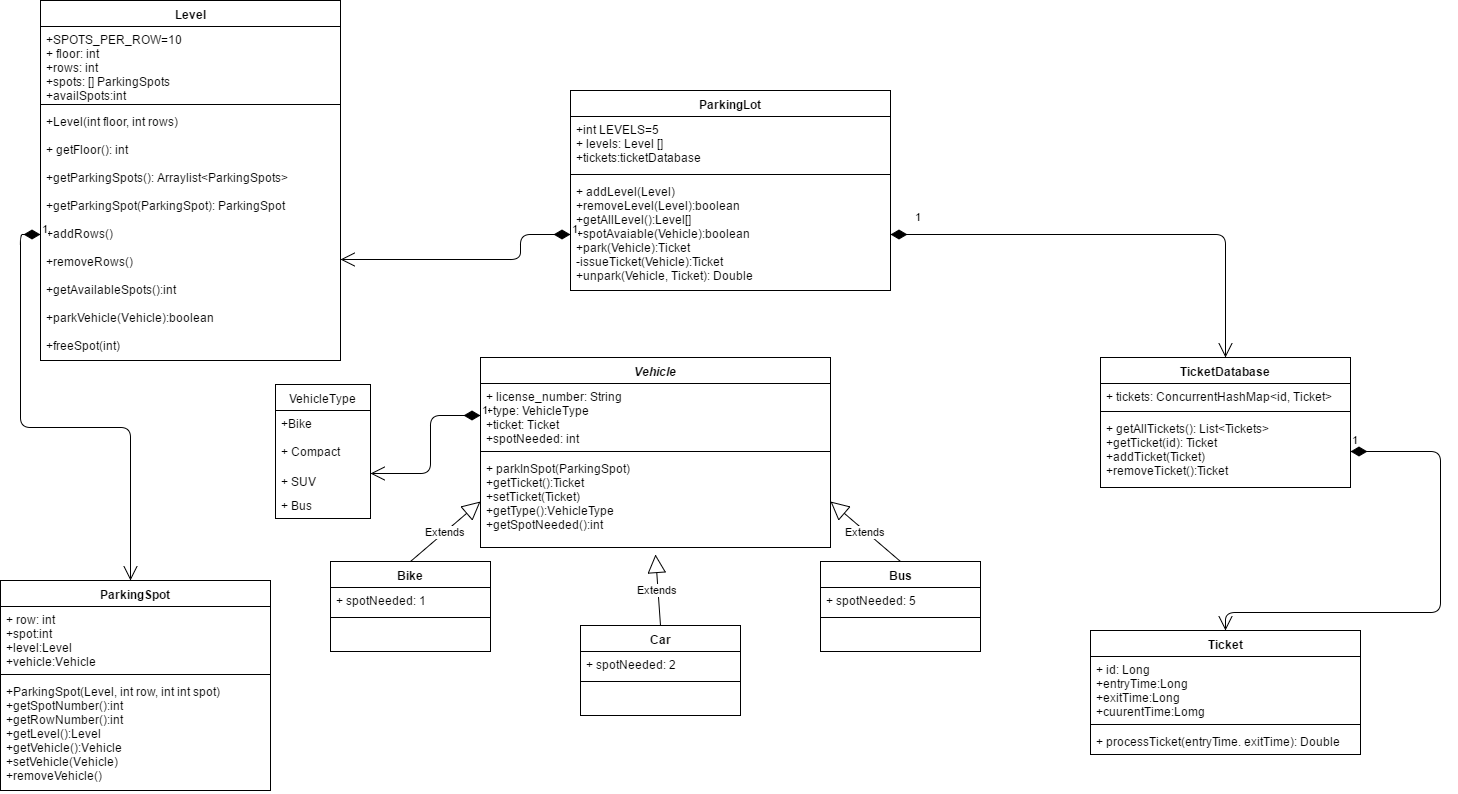 Level
+SPOTS_PER_ROW=10
+ floor: int
+rows: int
+spots: [] ParkingSpots
+availSpots:int
+Level(int floor, int rows)
+ getFloor(): int
+getParkingSpots(): Arraylist<ParkingSpots>
+getParkingSpot(ParkingSpot): ParkingSpot
1
+addRows()
+removeRows()
+getAvailableSpots():int
+parkVehicle(Vehicle):boolean
+freeSpot(int)
ParkingLot
+int LEVELS=5
+ levels: Level []
+tickets:ticketDatabase
+ addLevel(Level)
+removeLevel(Level):boolean
+getAllLevel():Level[]
1
+spotAvaiable(Vehicle):boolean
+park(Vehicle):Ticket
-issueTicket(Vehicle):Ticket
+unpark(Vehicle, Ticket): Double
1
VehicleType
+Bike
+ Compact
+ SUV
+ Bus
Vehicle
+ license_number: String
1
+type: VehicleType
+ticket: Ticket
+spotNeeded: int
+ parkInSpot(ParkingSpot)
+getTicket():Ticket
+setTicket(Ticket)
+getType():VehicleType
+getSpotNeeded():int
Extends
Extends
Extends
Bike
+ spotNeeded: 1
Car
+ spotNeeded: 2
Bus
+ spotNeeded: 5
TicketDatabase
+ tickets: ConcurrentHashMap<id, Ticket>
+ getAllTickets(): List<Tickets>
+getTicket(id): Ticket
+addTicket(Ticket)
+removeTicket():Ticket
1
ParkingSpot
+ row: int
+spot:int
+level:Level
+vehicle:Vehicle
+ParkingSpot(Level, int row, int int spot)
+getSpotNumber():int
+getRowNumber():int
+getLevel():Level
+getVehicle():Vehicle
+setVehicle(Vehicle)
+removeVehicle()
Ticket
+ id: Long
+entryTime:Long
+exitTime:Long
+cuurentTime:Lomg
+ processTicket(entryTime. exitTime): Double